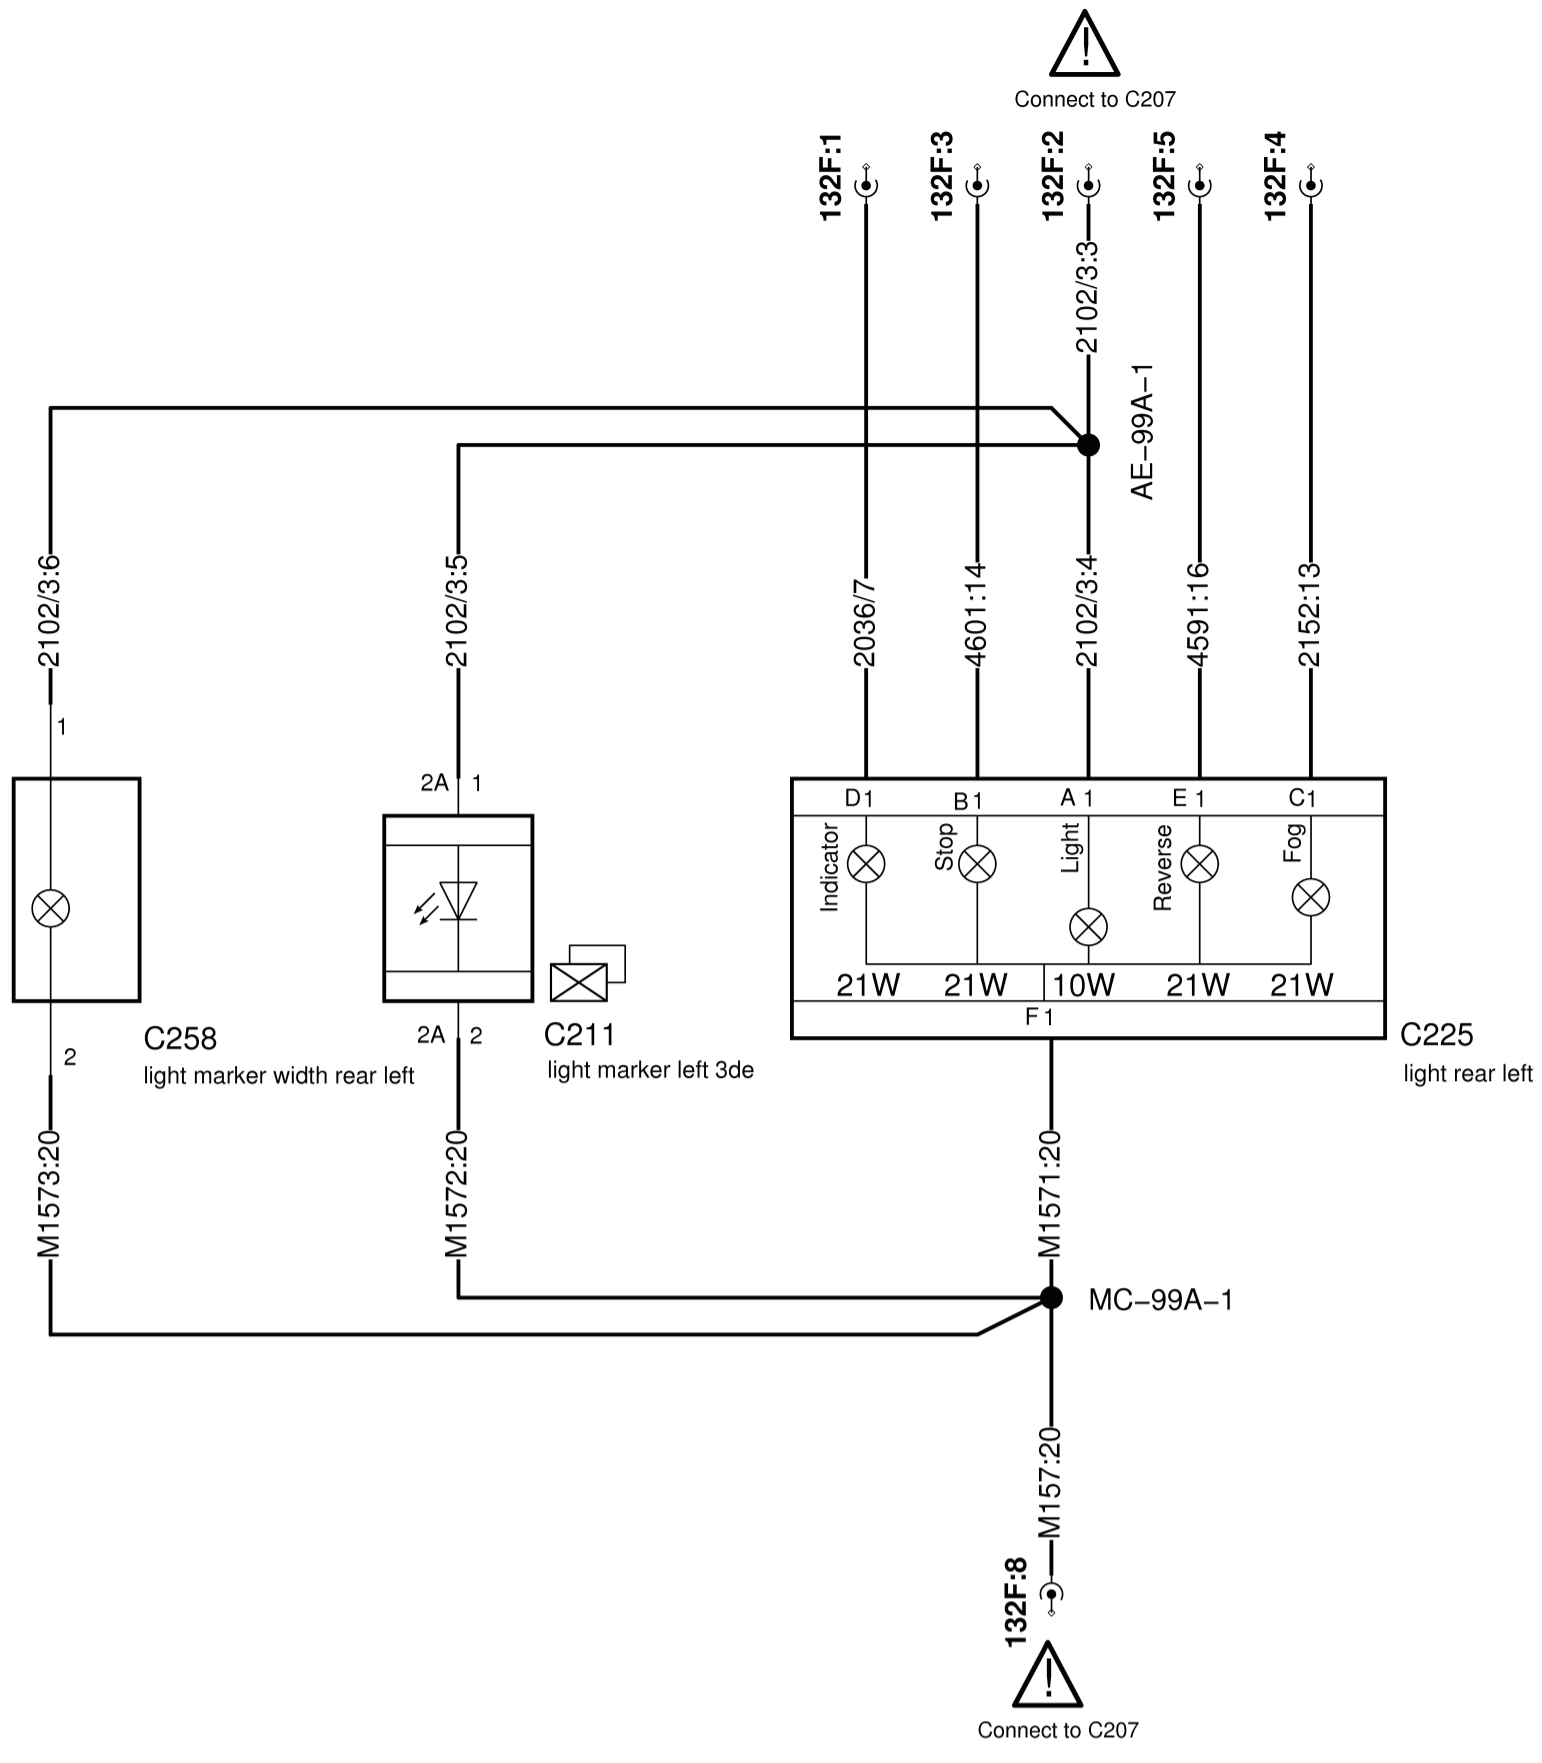 Connect to C207
132F:1
132F:3
132F:2
132F:5
132F:4
2102/3:3
AE-99A-1
2102/3:6
2102/3:5
2036/7
4601:14
2102/3:4
4591:16
2152:13
1
2A 1
D1 B1 A 1 E 1 C1
Indicator
Stop
Light
Reverse
Fog
21W 21W 10W 21W 21W
F 1
2A 2
C258
C211
C225
2
light marker width rear left
light marker left 3de
light rear left
M1573:20
M1572:20
M1571:20
MC-99A-1
M157:20
132F:8
Connect to C207